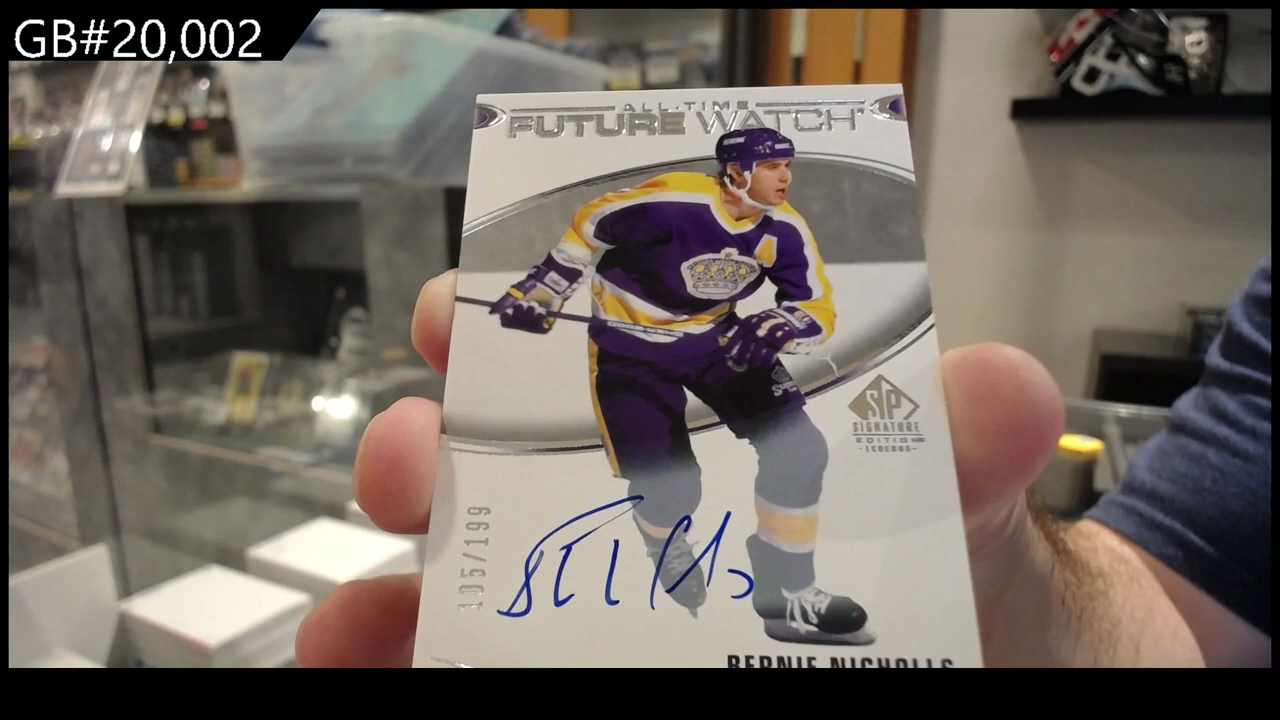 GB#20,002
ALL-TIME
FUTURE WATCH
SP
SIGNATURE
EDITION
-LEGENDS-
105/199
BERNIE NICHOLLS